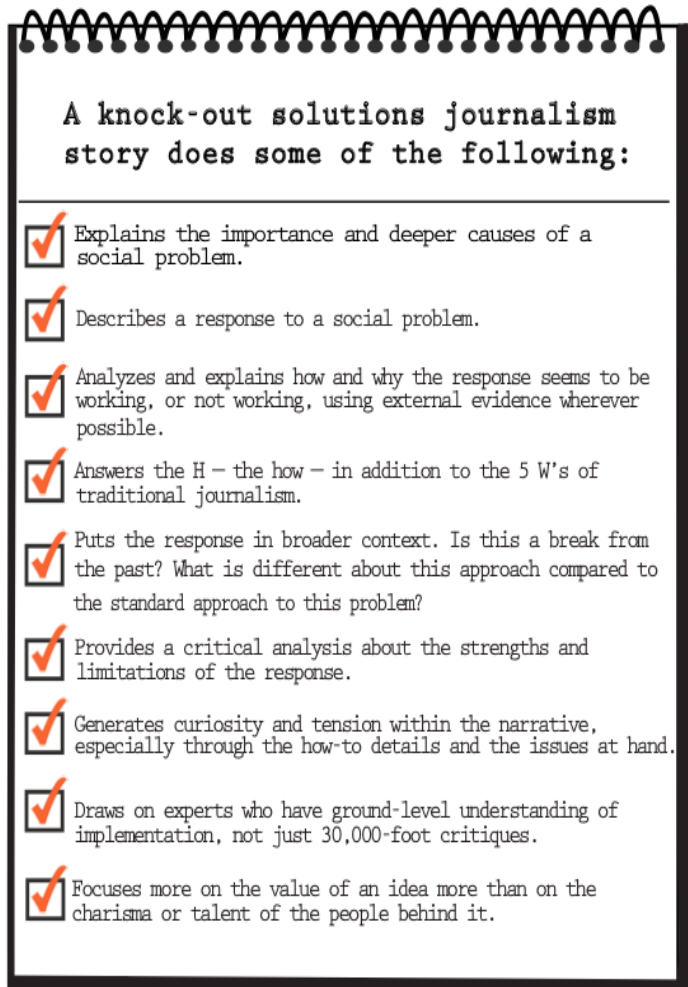 A knock-out solutions journalism
story does some of the following:
Explains the importance and deeper causes of a
social problem.
Describes a response to a social problem.
Analyzes and explains how and why the response seems to be
working, or not working, using external evidence wherever
possible.
Answers the H — the how — in addition to the 5 W's of
traditional journalism.
Puts the response in broader context. Is this a break from
the past? What is different about this approach compared to
the standard approach to this problem?
Provides a critical analysis about the strengths and
limitations of the response.
Generates curiosity and tension within the narrative,
especially through the how-to details and the issues at hand.
Draws on experts who have ground-level understanding of
implementation, not just 30,000-foot critiques.
Focuses more on the value of an idea more than on the
charisma or talent of the people behind it.